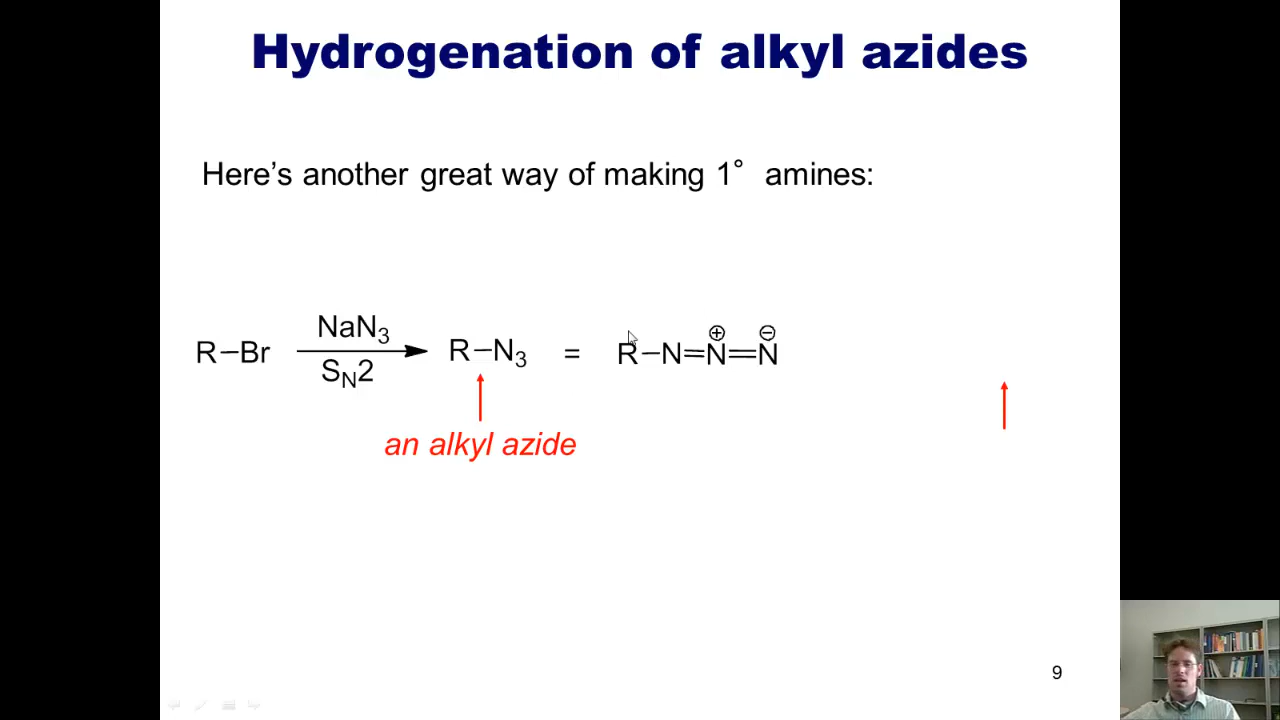 Hydrogenation of alkyl azides
Here’s another great way of making 1° amines:
R–Br NaN3 SN2 R–N3 = R–N=N⊕=N⊖
an alkyl azide
9